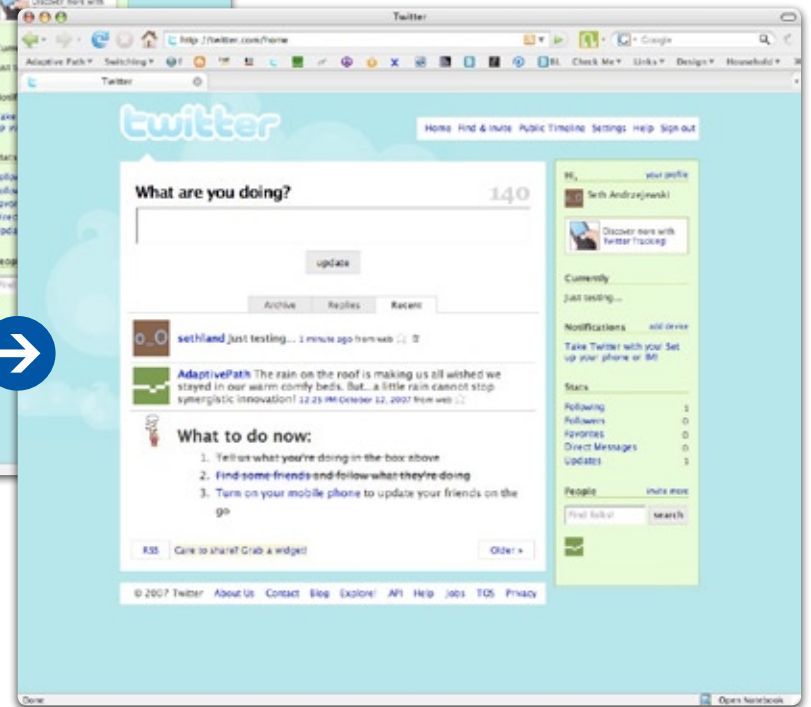 Discover more with
Twitter
http://twitter.com/home
Google
Adaptive Path Switching Check Me Links Design Household
Twitter
twitter
Home Find & Invite Public Timeline Settings Help Sign out
What are you doing? 140
update
Archive Replies Recent
sethland Just testing... 1 minute ago from web
AdaptivePath The rain on the roof is making us all wished we
stayed in our warm comfy beds. But...a little rain cannot stop
synergistic innovation! 12:25 PM October 12, 2007 from web
What to do now:
1. Tell us what you're doing in the box above
2. Find some friends and follow what they're doing
3. Turn on your mobile phone to update your friends on the
go
RSS Care to share? Grab a widget! Older »
Hi, your profile
Seth Andrzejewski
Discover more with
Twitter Tracking!
Currently
Just testing...
Notifications add device
Take Twitter with you! Set
up your phone or IM!
Stats
Following 1
Followers 0
Favorites 0
Direct Messages 0
Updates 1
People invite more
search
© 2007 Twitter About Us Contact Blog Explore! API Help Jobs TOS Privacy
Done Open Notebook